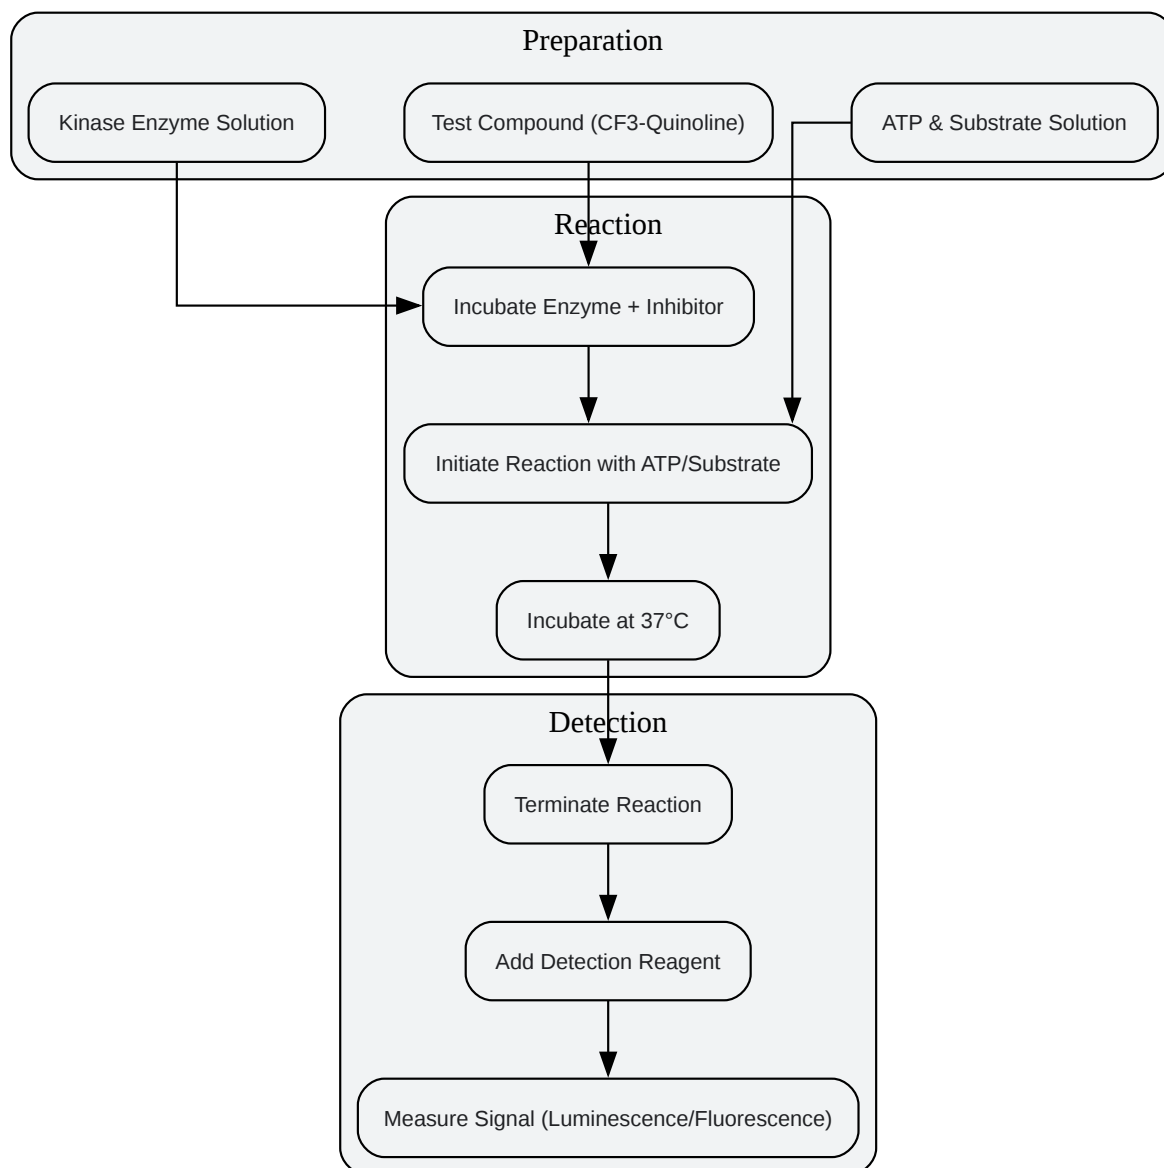 Preparation
Kinase Enzyme Solution
Test Compound (CF3-Quinoline)
ATP & Substrate Solution
Reaction
Incubate Enzyme + Inhibitor
Initiate Reaction with ATP/Substrate
Incubate at 37°C
Detection
Terminate Reaction
Add Detection Reagent
Measure Signal (Luminescence/Fluorescence)